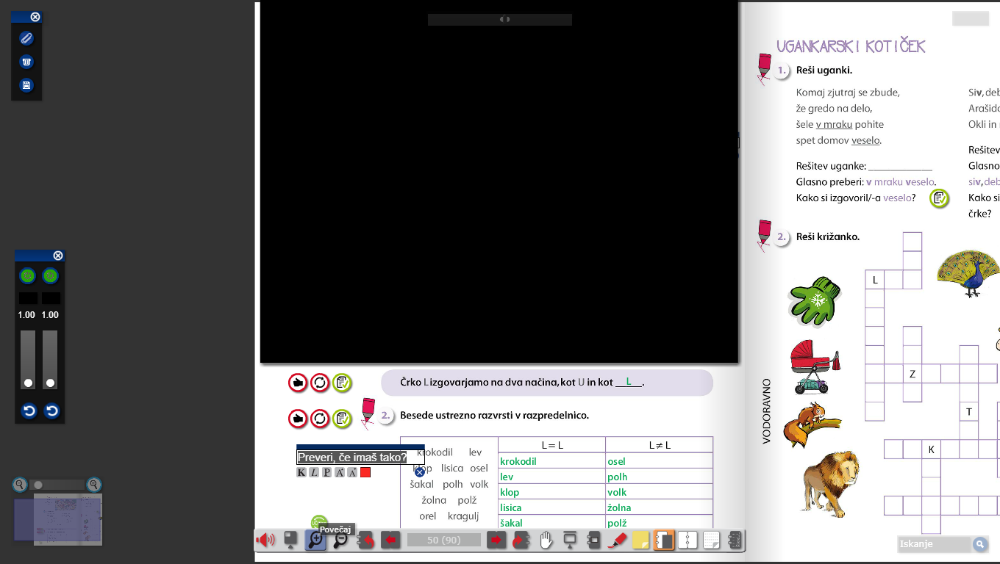 1.00 1.00
Črko L izgovarjamo na dva načina, kot U in kot __L__.
2. Besede ustrezno razvrsti v razpredelnico.
Preveri, če imaš tako?
K L P A A
krokodil lev
klop lisica osel
šakal polh volk
žolna polž
orel kragulj
L = L L ≠ L
krokodil osel
lev polh
klop volk
lisica žolna
šakal polž
Povečaj
50 (90)
UGANKARSKI KOTIČEK
1. Reši uganki.
Komaj zjutraj se zbude,
že gredo na delo,
šele v mraku pohite
spet domov veselo.
Rešitev uganke: ____________
Glasno preberi: v mraku veselo.
Kako si izgovoril/-a veselo?
Siv, deb
Arašido
Okli in
Rešitev
Glasno
siv, deb
Kako si
črke?
2. Reši križanko.
L
Z
T
K
VODORAVNO
Iskanje